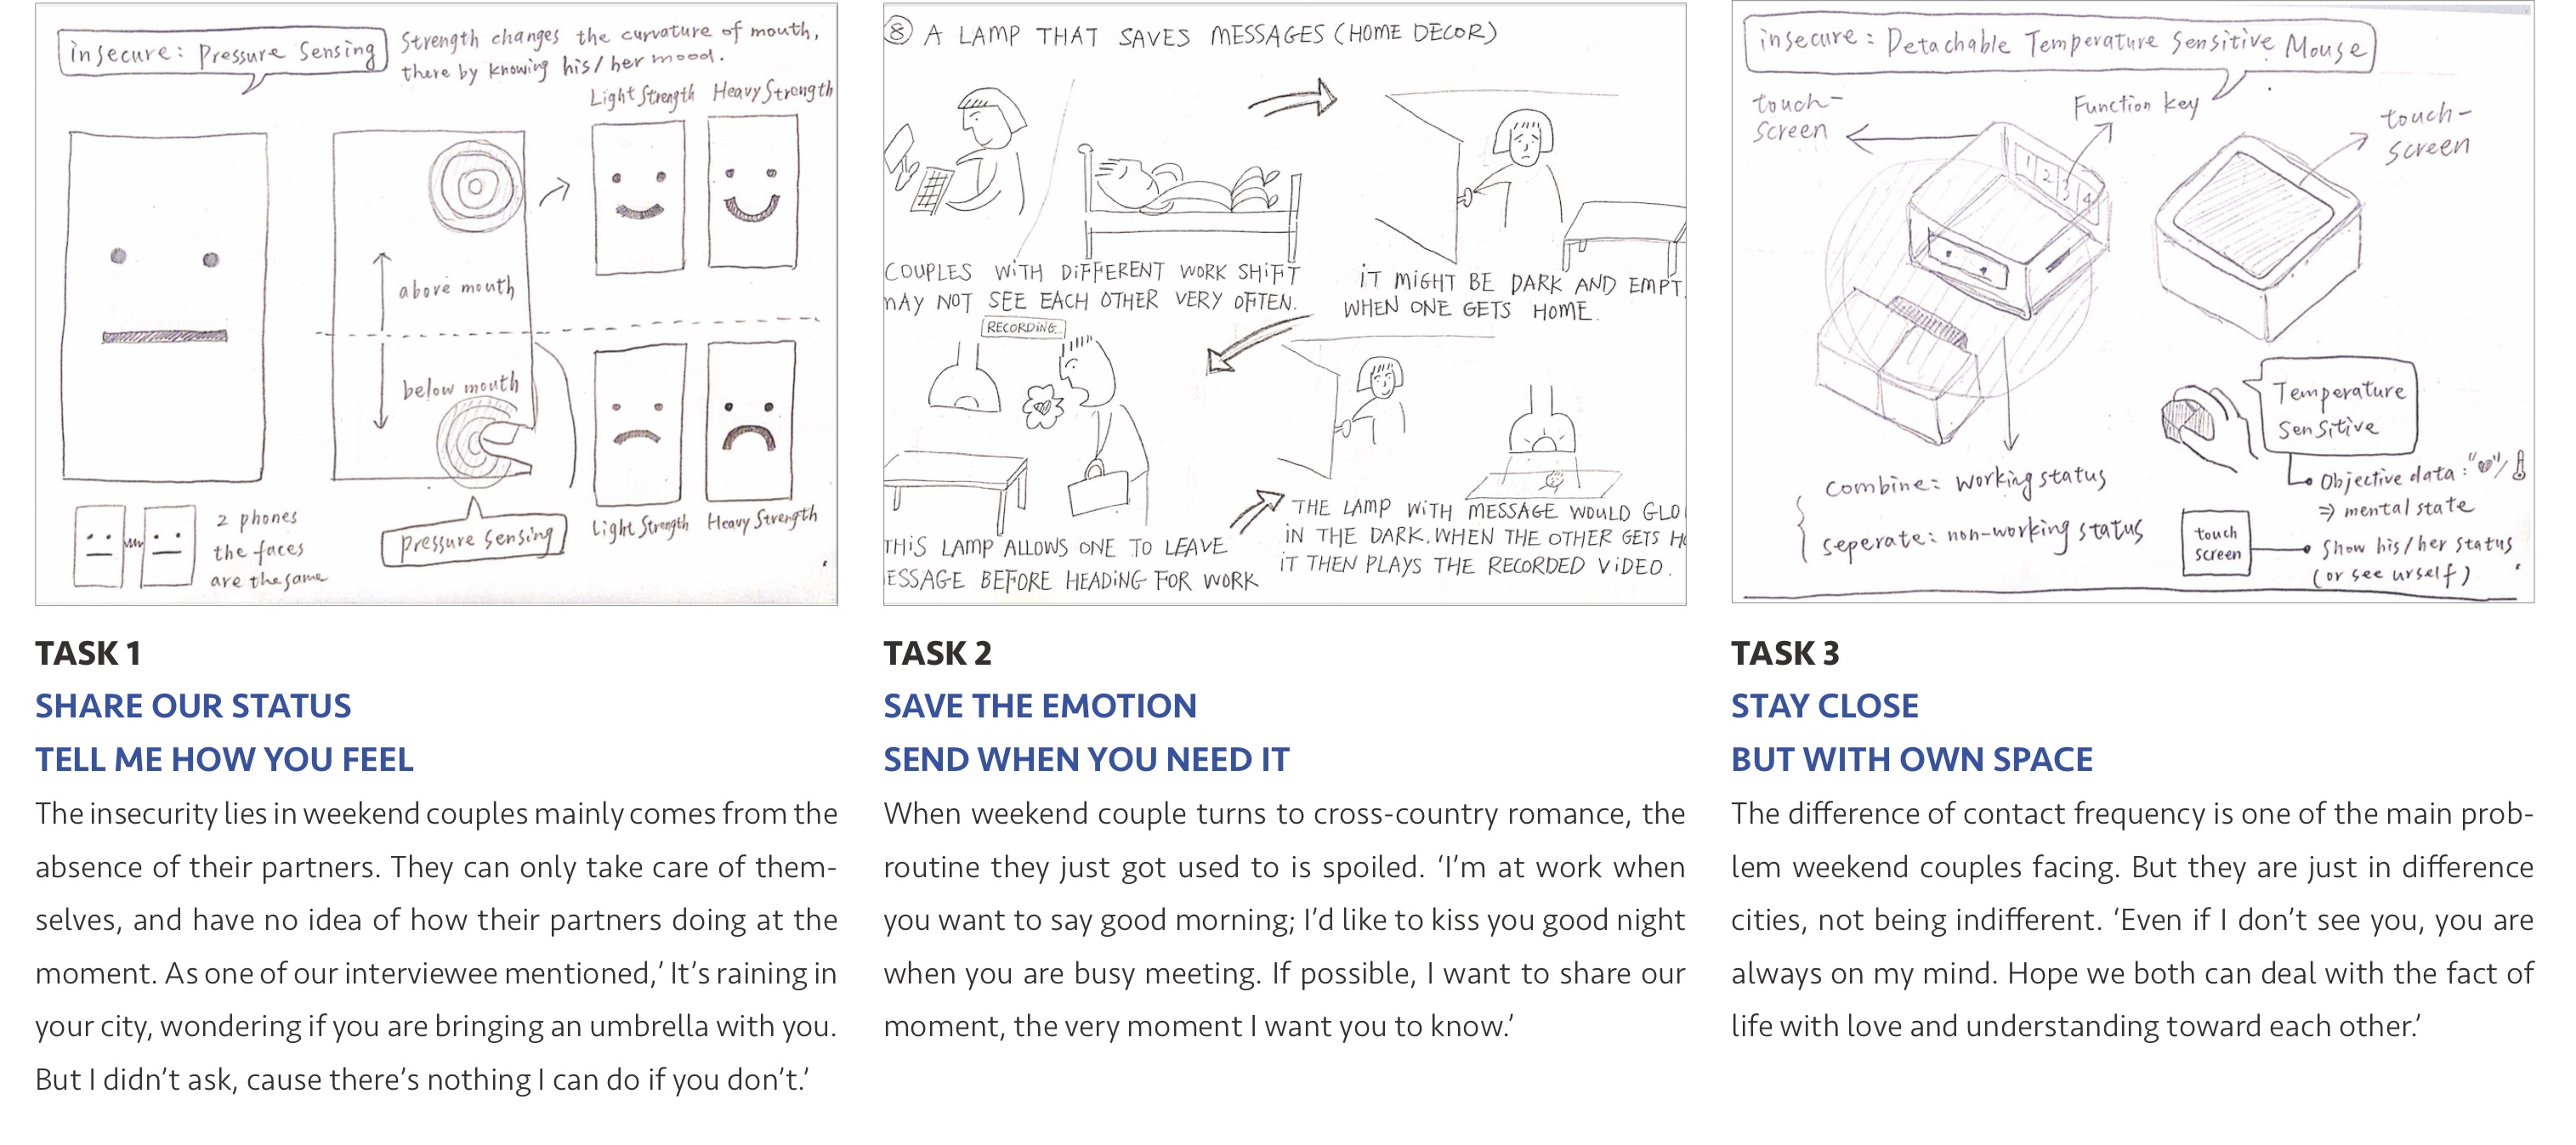 insecure: Pressure Sensing
Strength changes the curvature of mouth,
there by knowing his/her mood.
Light Strength Heavy Strength
above mouth
below mouth
Pressure Sensing
Light Strength Heavy Strength
2 phones
the faces
are the same
TASK 1
SHARE OUR STATUS
TELL ME HOW YOU FEEL
The insecurity lies in weekend couples mainly comes from the
absence of their partners. They can only take care of them-
selves, and have no idea of how their partners doing at the
moment. As one of our interviewee mentioned,’ It’s raining in
your city, wondering if you are bringing an umbrella with you.
But I didn’t ask, cause there’s nothing I can do if you don’t.’
8 A LAMP THAT SAVES MESSAGES (HOME DECOR)
COUPLES WITH DIFFERENT WORK SHIFT
MAY NOT SEE EACH OTHER VERY OFTEN.
IT MIGHT BE DARK AND EMPT
WHEN ONE GETS HOME.
RECORDING...
THIS LAMP ALLOWS ONE TO LEAVE
ESSAGE BEFORE HEADING FOR WORK
THE LAMP WITH MESSAGE WOULD GLO
IN THE DARK. WHEN THE OTHER GETS HO
IT THEN PLAYS THE RECORDED VIDEO.
TASK 2
SAVE THE EMOTION
SEND WHEN YOU NEED IT
When weekend couple turns to cross-country romance, the
routine they just got used to is spoiled. ‘I’m at work when
you want to say good morning; I’d like to kiss you good night
when you are busy meeting. If possible, I want to share our
moment, the very moment I want you to know.’
insecure: Detachable Temperature Sensitive Mouse
touch-
screen
Function key
touch-
screen
1 2 3 4
Temperature
Sensitive
Objective data: "♡"/
⇒ mental state
combine: working status
seperate: non-working status
touch
screen
Show his/her status
(or see urself)
TASK 3
STAY CLOSE
BUT WITH OWN SPACE
The difference of contact frequency is one of the main prob-
lem weekend couples facing. But they are just in difference
cities, not being indifferent. ‘Even if I don’t see you, you are
always on my mind. Hope we both can deal with the fact of
life with love and understanding toward each other.’